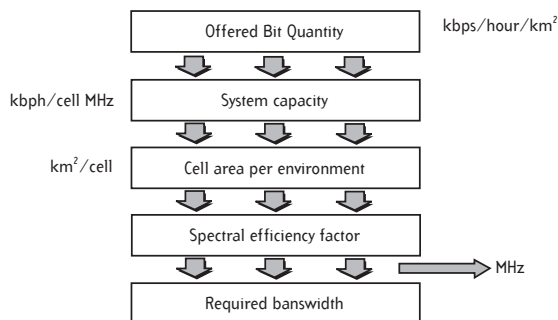 Offered Bit Quantity
kbps/hour/km²
kbph/cell MHz
System capacity
km²/cell
Cell area per environment
Spectral efficiency factor
MHz
Required banswidth